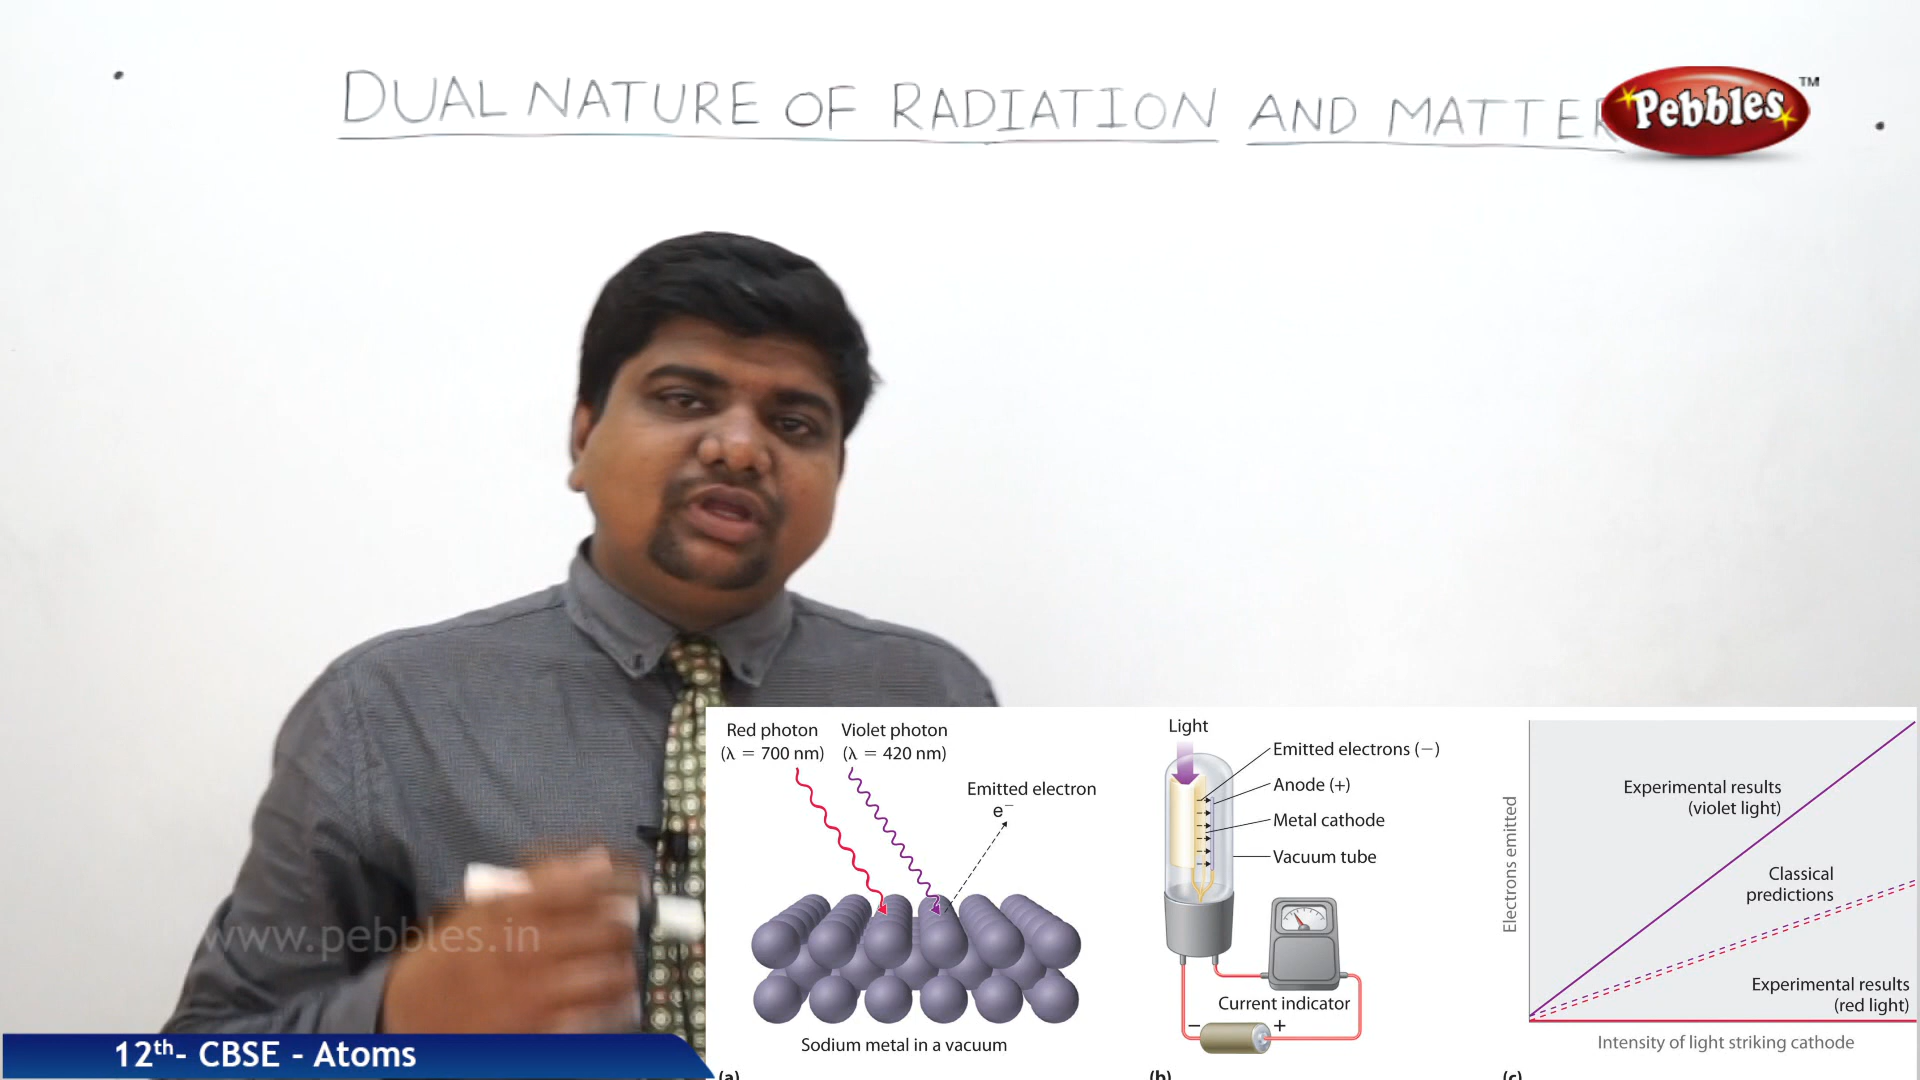 DUAL NATURE OF RADIATION AND MATTER
Pebbles™
Red photon
(λ = 700 nm)
Violet photon
(λ = 420 nm)
Emitted electron
e⁻
Sodium metal in a vacuum
(a)
Light
Emitted electrons (−)
Anode (+)
Metal cathode
Vacuum tube
Current indicator
− +
(b)
Electrons emitted
Experimental results
(violet light)
Classical
predictions
Experimental results
(red light)
Intensity of light striking cathode
(c)
www.pebbles.in
12th- CBSE - Atoms